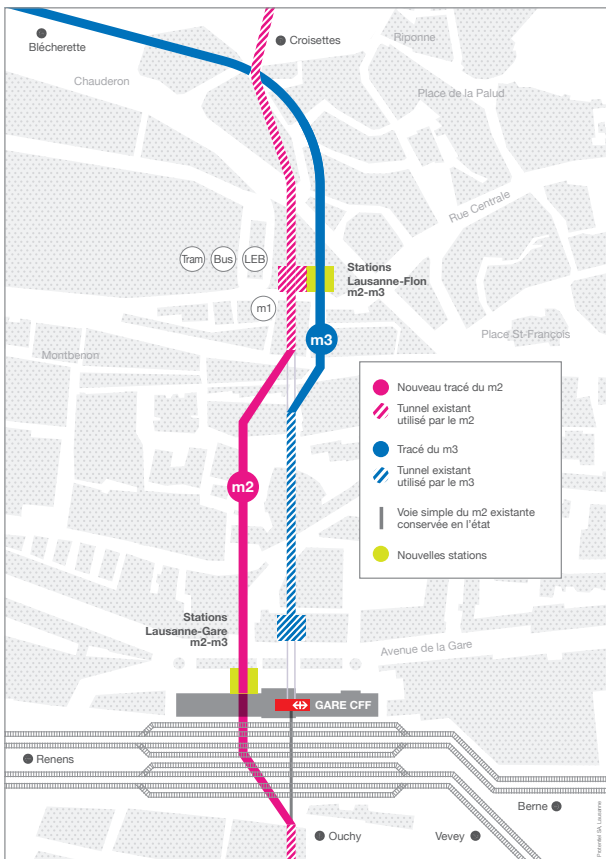 Blécherette
Croisettes
Riponne
Chauderon
Place de la Palud
Rue Centrale
Tram
Bus
LEB
Stations
Lausanne-Flon
m2-m3
m1
m3
Place St-François
Montbenon
Nouveau tracé du m2
Tunnel existant
utilisé par le m2
Tracé du m3
Tunnel existant
utilisé par le m3
Voie simple du m2 existante
conservée en l'état
Nouvelles stations
m2
Stations
Lausanne-Gare
m2-m3
Avenue de la Gare
GARE CFF
Renens
Berne
Ouchy
Vevey